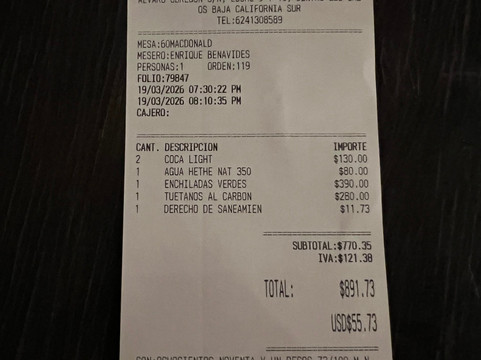 OS BAJA CALIFORNIA SUR
TEL:6241308589
MESA:60MACDONALD
MESERO:ENRIQUE BENAVIDES
PERSONAS:1 ORDEN:119
FOLIO:79847
19/03/2026 07:30:22 PM
19/03/2026 08:10:35 PM
CAJERO:
CANT. DESCRIPCION IMPORTE
2 COCA LIGHT $130.00
1 AGUA HETHE NAT 350 $80.00
1 ENCHILADAS VERDES $390.00
1 TUETANOS AL CARBON $280.00
1 DERECHO DE SANEAMIEN $11.73
SUBTOTAL:$770.35
IVA:$121.38
TOTAL: $891.73
USD$55.73